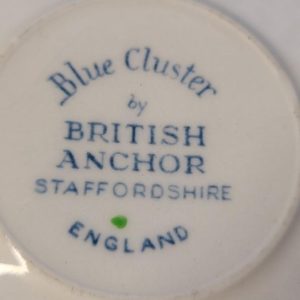 Blue Cluster
by
BRITISH
ANCHOR
STAFFORDSHIRE
ENGLAND